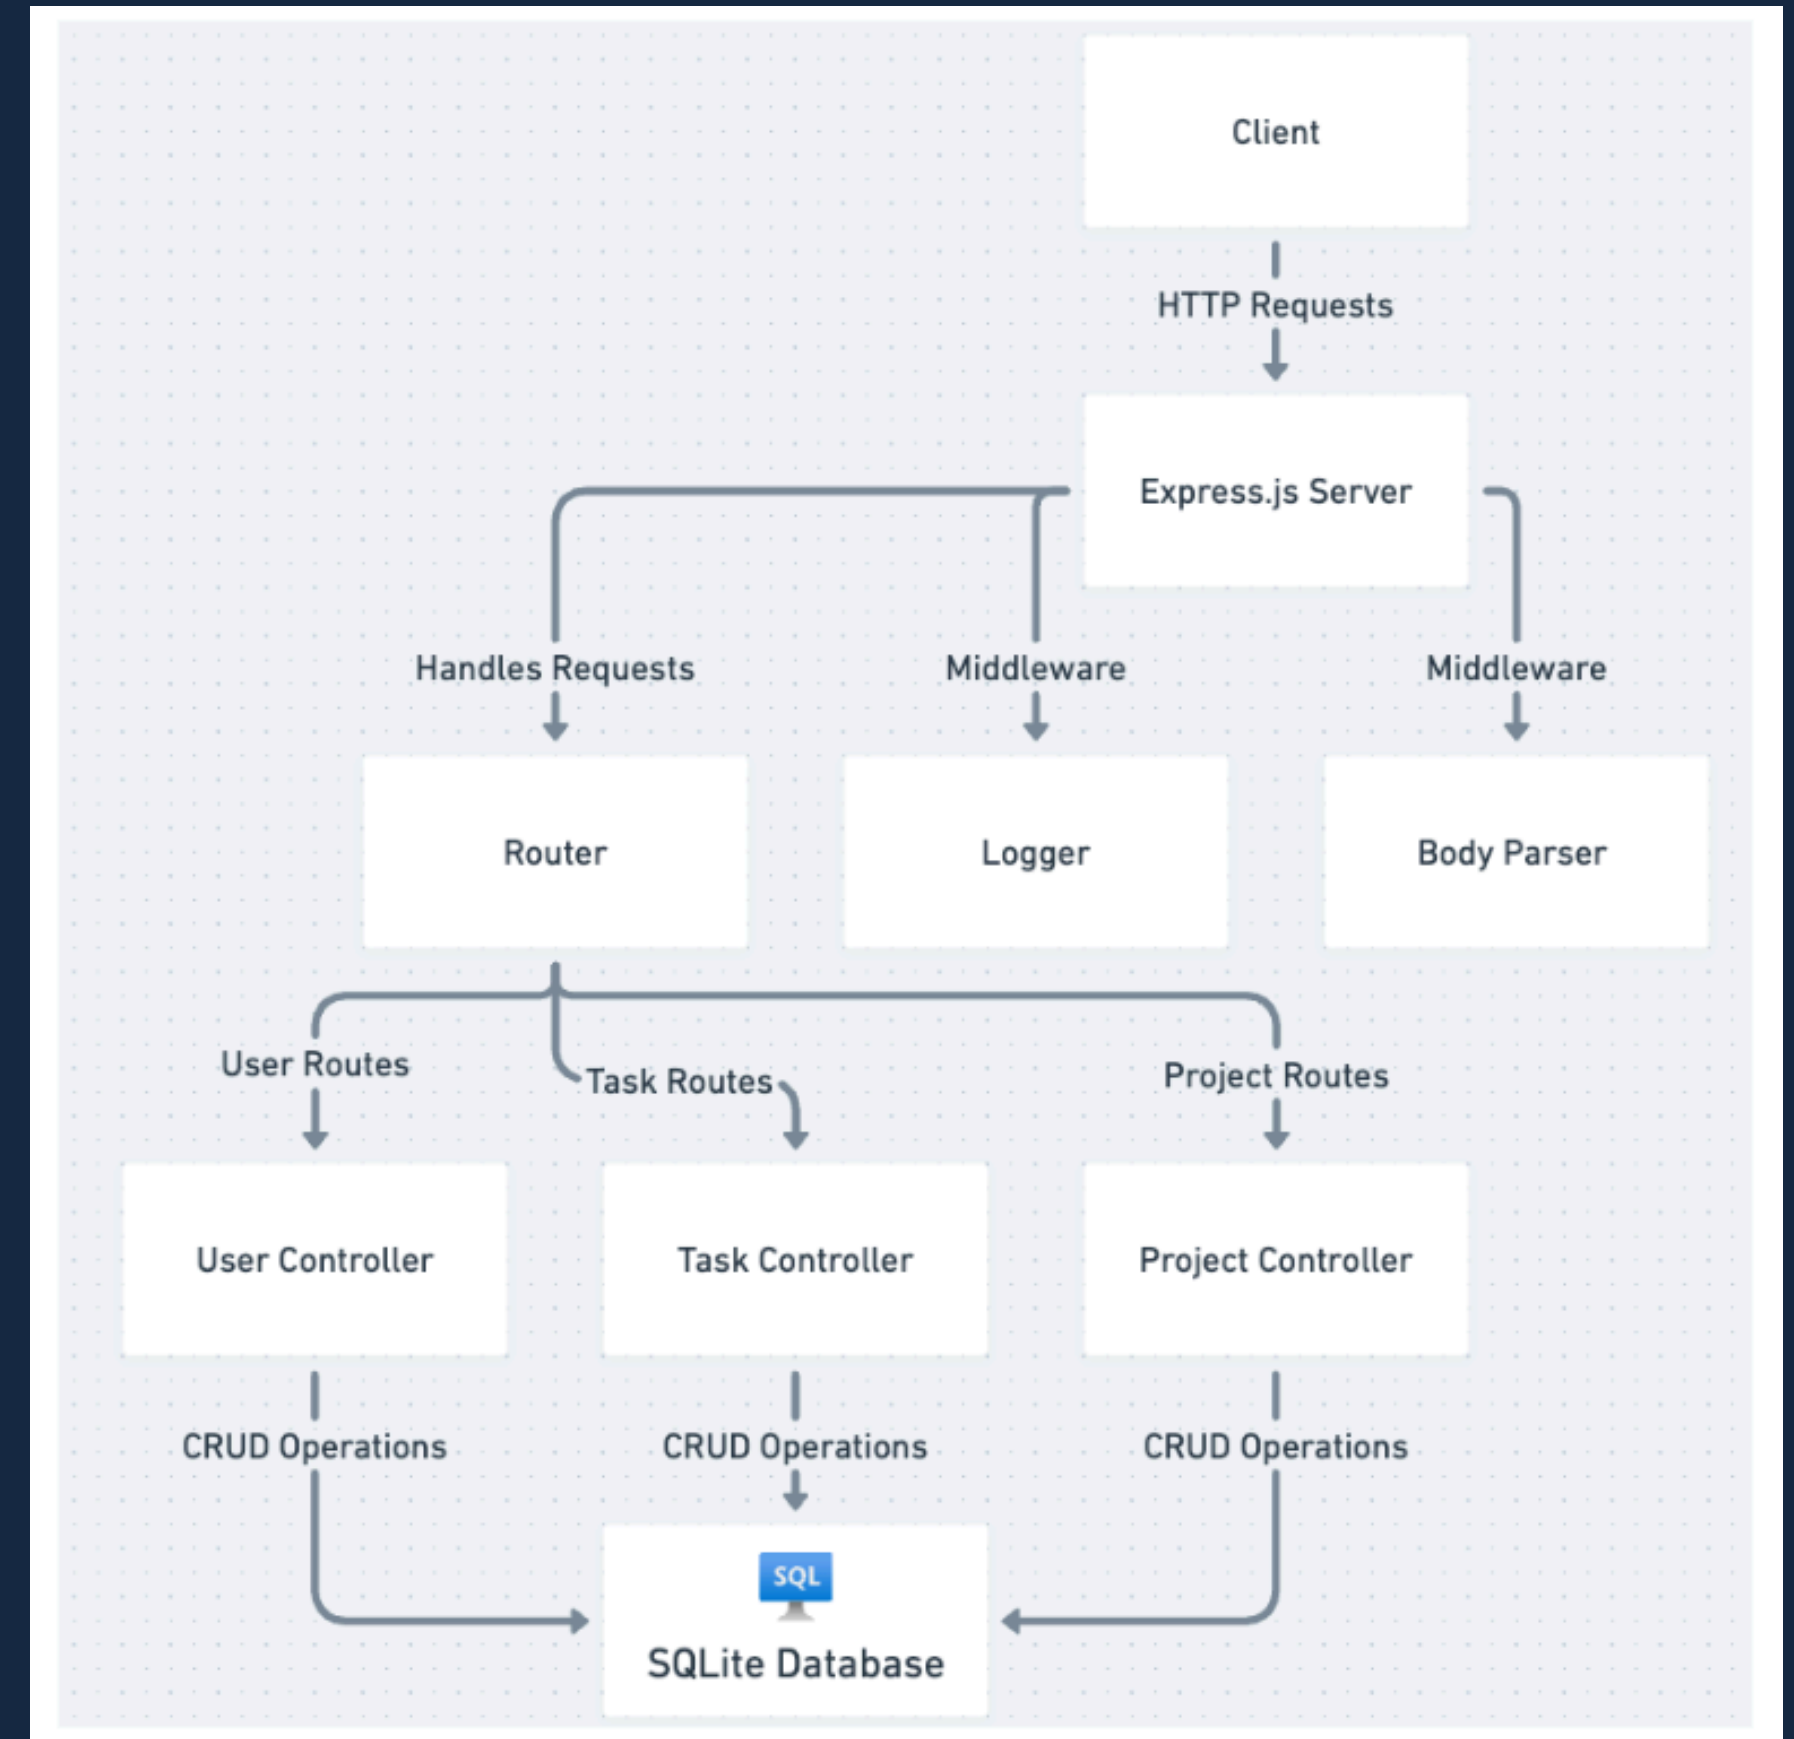 Client
HTTP Requests
Express.js Server
Handles Requests
Middleware
Middleware
Router
Logger
Body Parser
User Routes
Task Routes
Project Routes
User Controller
Task Controller
Project Controller
CRUD Operations
CRUD Operations
CRUD Operations
SQL
SQLite Database